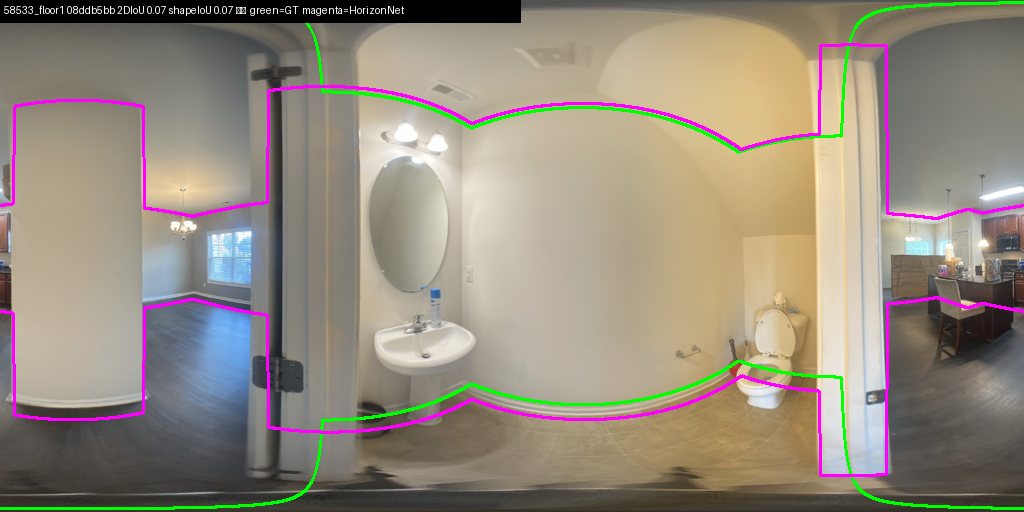 58533_floor1 08ddb5bb 2DIoU 0.07 shapeIoU 0.07 □□ green=GT magenta=HorizonNet